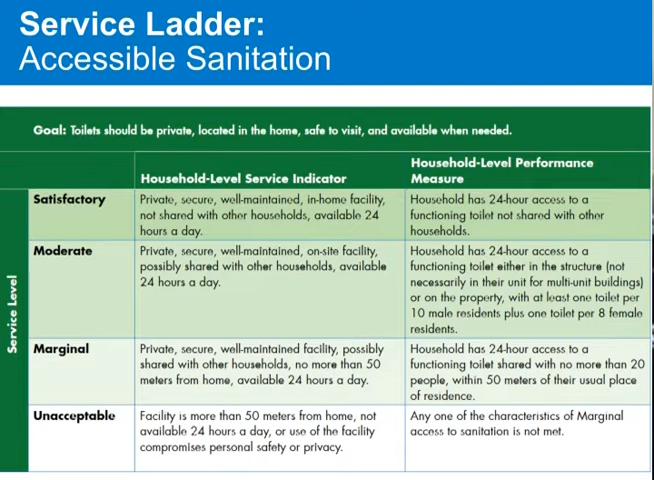 Service Ladder:
Accessible Sanitation
Goal: Toilets should be private, located in the home, safe to visit, and available when needed.
Household-Level Service Indicator
Household-Level Performance
Measure
Service Level
Satisfactory
Private, secure, well-maintained, in-home facility,
not shared with other households, available 24
hours a day.
Household has 24-hour access to a
functioning toilet not shared with other
households.
Moderate
Private, secure, well-maintained, on-site facility,
possibly shared with other households, available
24 hours a day.
Household has 24-hour access to a
functioning toilet either in the structure (not
necessarily in their unit for multi-unit buildings)
or on the property, with at least one toilet per
10 male residents plus one toilet per 8 female
residents.
Marginal
Private, secure, well-maintained facility, possibly
shared with other households, no more than 50
meters from home, available 24 hours a day.
Household has 24-hour access to a
functioning toilet shared with no more than 20
people, within 50 meters of their usual place
of residence.
Unacceptable
Facility is more than 50 meters from home, not
available 24 hours a day, or use of the facility
compromises personal safety or privacy.
Any one of the characteristics of Marginal
access to sanitation is not met.